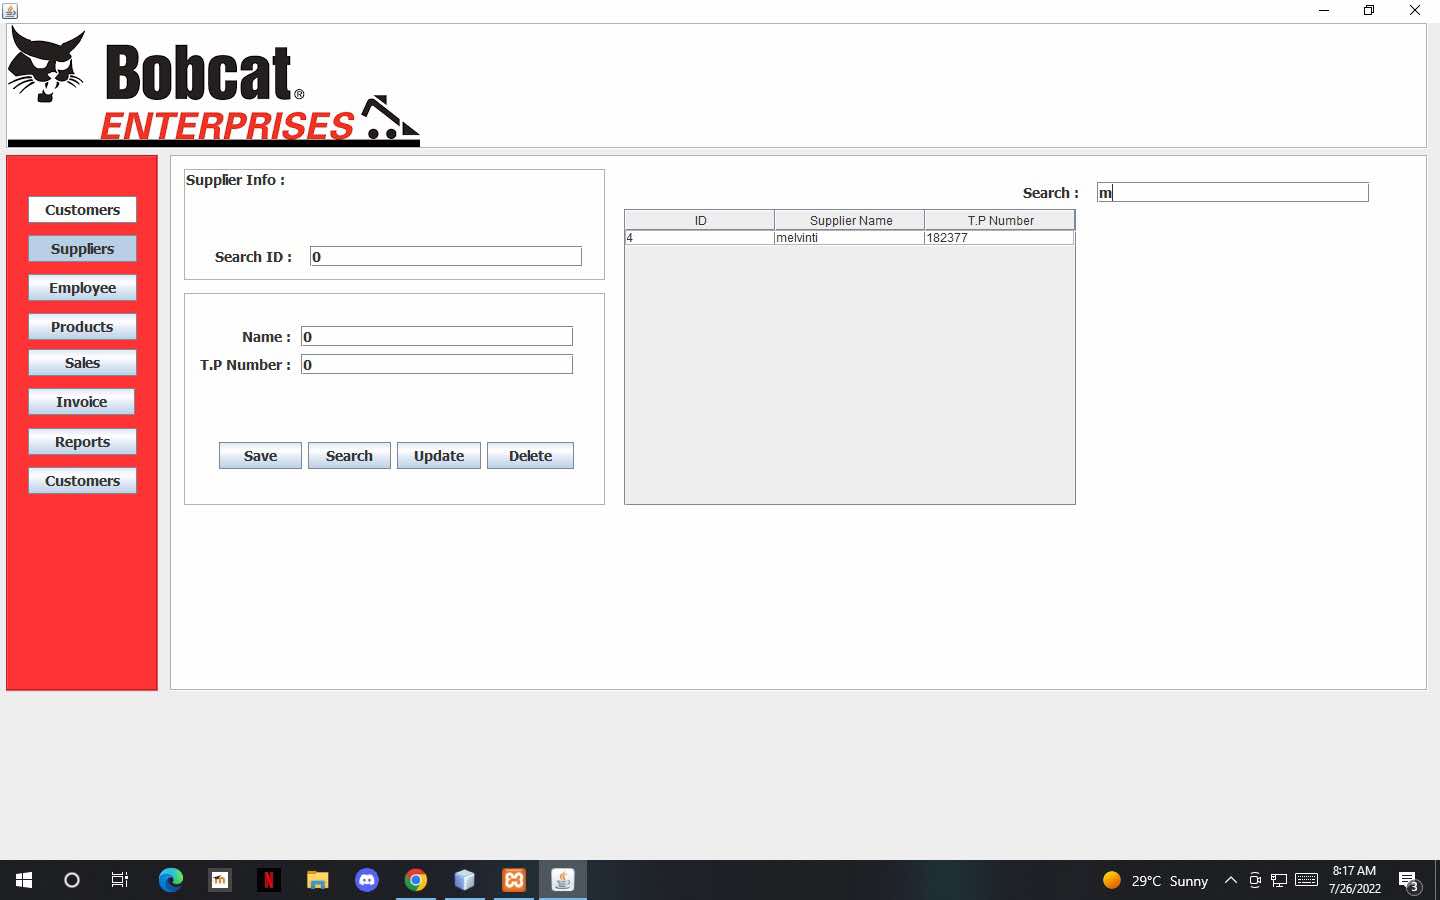 Bobcat®
ENTERPRISES
Customers
Suppliers
Employee
Products
Sales
Invoice
Reports
Customers
Supplier Info :
Search ID : 0
Name : 0
T.P Number : 0
Save Search Update Delete
Search : m
ID Supplier Name T.P Number
4 melvinti 182377
29°C Sunny
8:17 AM
7/26/2022
3